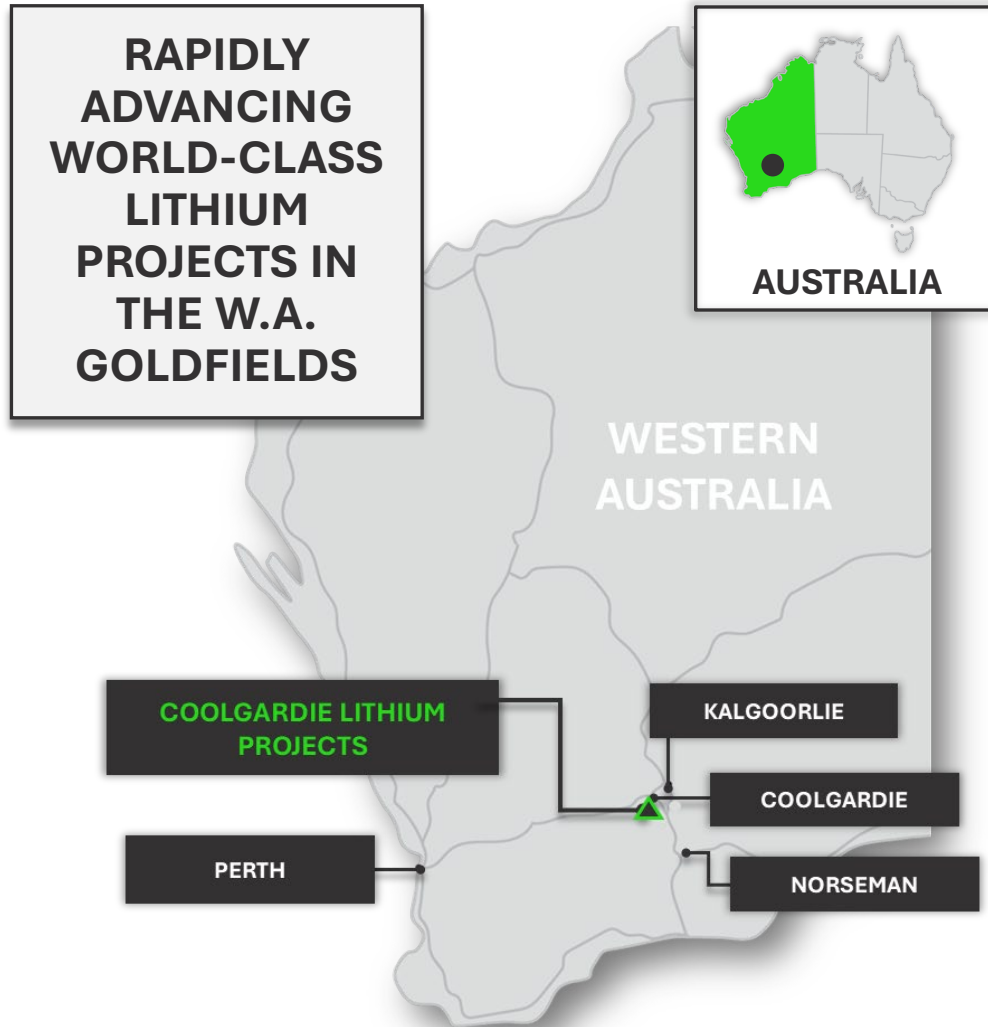 RAPIDLY
ADVANCING
WORLD-CLASS
LITHIUM
PROJECTS IN
THE W.A.
GOLDFIELDS
AUSTRALIA
WESTERN
AUSTRALIA
COOLGARDIE LITHIUM
PROJECTS
KALGOORLIE
COOLGARDIE
PERTH
NORSEMAN